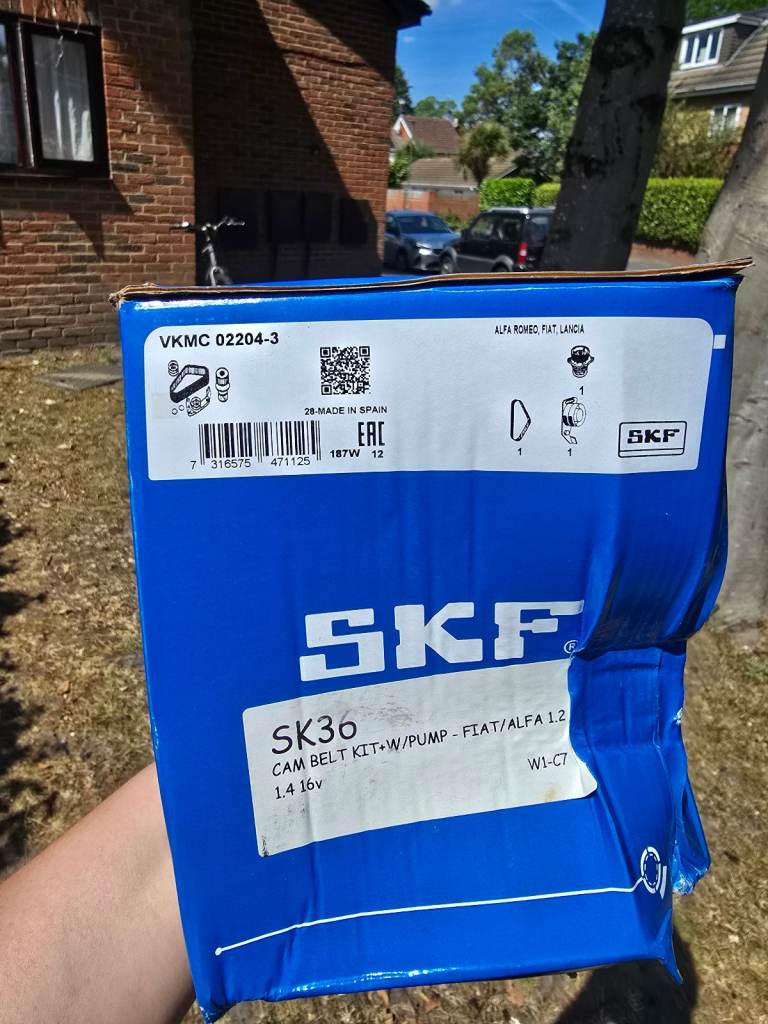 VKMC 02204-3
ALFA ROMEO, FIAT, LANCIA
1
28-MADE IN SPAIN
EAC
7 316575 471125
187W 12
1 1
SKF
SKF®
SK36
CAM BELT KIT+W/PUMP - FIAT/ALFA 1.2
1.4 16v
W1-C7